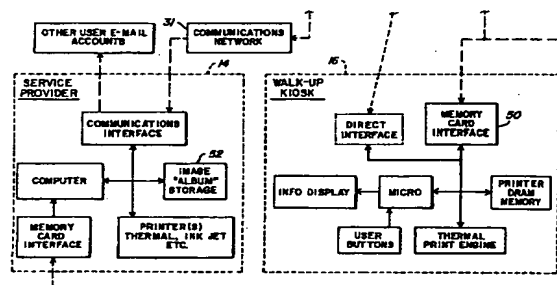 OTHER USER E-MAIL
ACCOUNTS
31
COMMUNICATIONS
NETWORK
SERVICE
PROVIDER
14
COMMUNICATIONS
INTERFACE
COMPUTER
52
IMAGE
"ALBUM"
STORAGE
MEMORY
CARD
INTERFACE
PRINTER(S)
THERMAL, INK JET
ETC.
WALK-UP
KIOSK
16
DIRECT
INTERFACE
MEMORY
CARD
INTERFACE
50
INFO DISPLAY
MICRO
PRINTER
DRAM
MEMORY
USER
BUTTONS
THERMAL
PRINT ENGINE